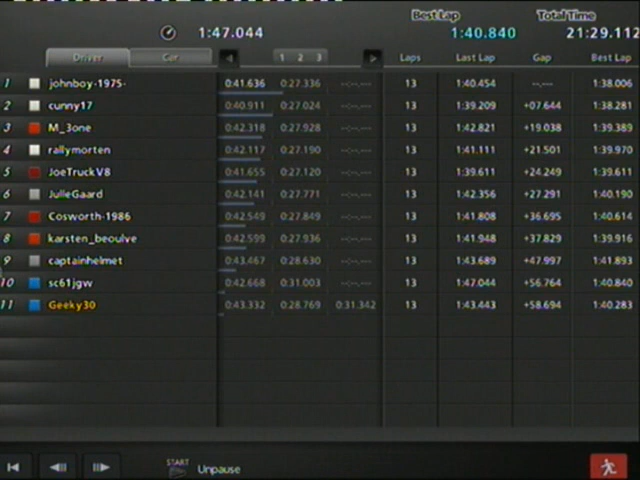 Best Lap Total Time
1:47.044 1:40.840 21:29.112
Driver Car 1 2 3 Laps Last Lap Gap Best Lap
1 johnboy-1975- 0:41.636 0:27.336 --:--.--- 13 1:40.454 --.--- 1:38.006
2 cunny17 0:40.911 0:27.024 --:--.--- 13 1:39.209 +07.644 1:38.281
3 M_3one 0:42.318 0:27.928 --:--.--- 13 1:42.821 +19.038 1:39.389
4 rallymorten 0:42.117 0:27.190 --:--.--- 13 1:41.111 +21.501 1:39.970
5 JoeTruckV8 0:41.655 0:27.120 --:--.--- 13 1:39.611 +24.249 1:39.611
6 JulleGaard 0:42.141 0:27.771 --:--.--- 13 1:42.356 +27.291 1:40.190
7 Cosworth-1986 0:42.549 0:27.849 --:--.--- 13 1:41.808 +36.695 1:40.614
8 karsten_beoulve 0:42.599 0:27.936 --:--.--- 13 1:41.948 +37.829 1:39.916
9 captainhelmet 0:43.467 0:28.630 --:--.--- 13 1:43.689 +47.997 1:41.893
10 sc61jgw 0:42.668 0:31.003 --:--.--- 13 1:47.044 +56.764 1:40.840
11 Geeky30 0:43.332 0:28.769 0:31.342 13 1:43.443 +58.694 1:40.283
START Unpause